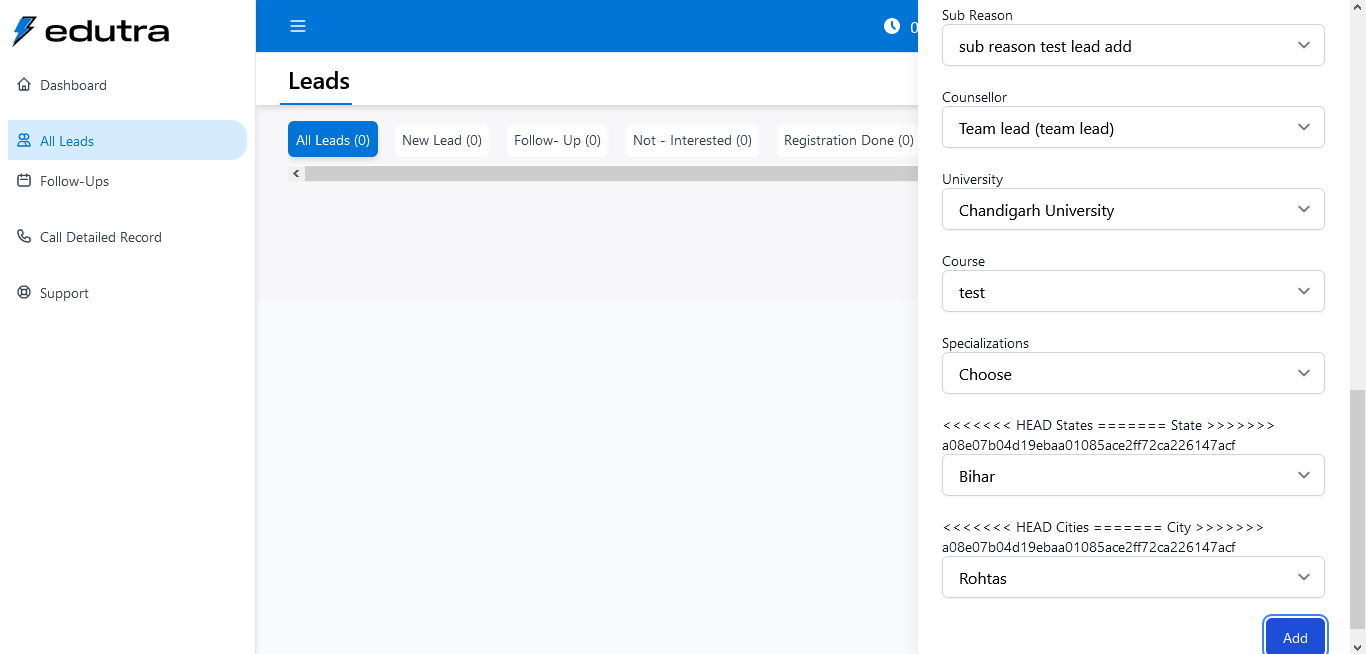 edutra
Dashboard
All Leads
Follow-Ups
Call Detailed Record
Support
0
Leads
All Leads (0)
New Lead (0)
Follow- Up (0)
Not - Interested (0)
Registration Done (0)
Sub Reason
sub reason test lead add
Counsellor
Team lead (team lead)
University
Chandigarh University
Course
test
Specializations
Choose
<<<<<<< HEAD States ======= State >>>>>>>
a08e07b04d19ebaa01085ace2ff72ca226147acf
Bihar
<<<<<<< HEAD Cities ======= City >>>>>>>
a08e07b04d19ebaa01085ace2ff72ca226147acf
Rohtas
Add